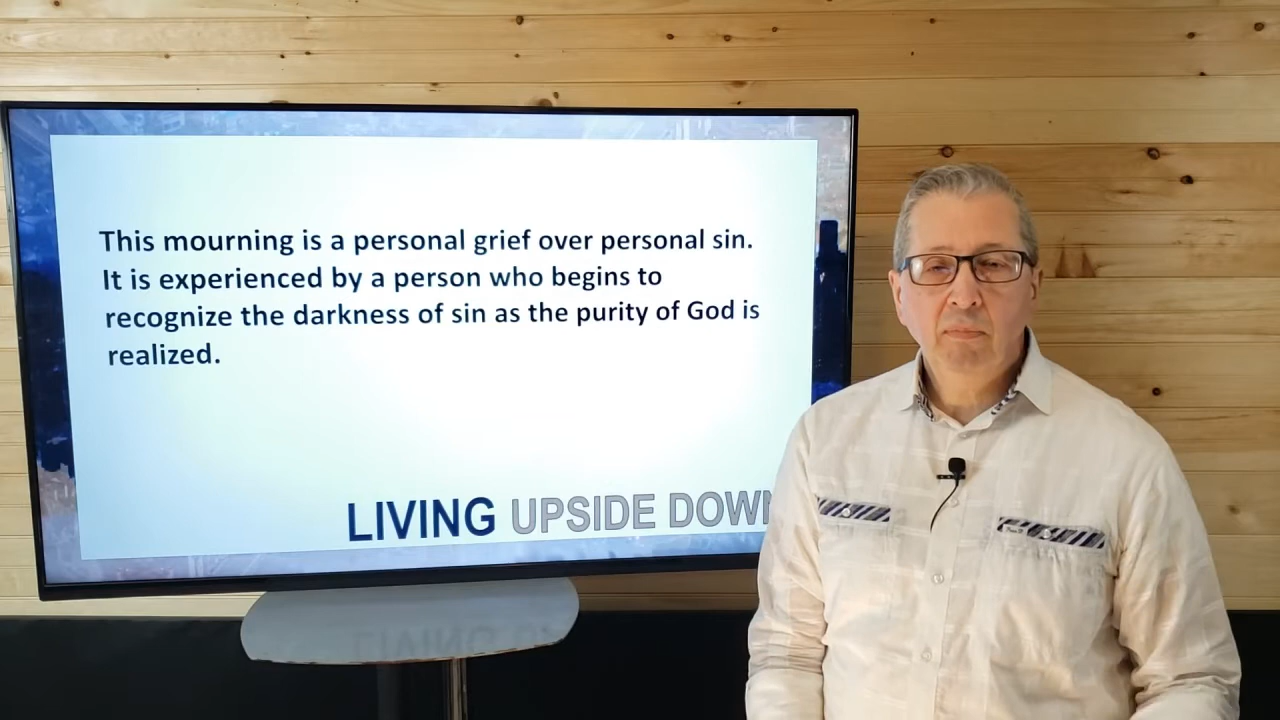 This mourning is a personal grief over personal sin.
It is experienced by a person who begins to
recognize the darkness of sin as the purity of God is
realized.
LIVING UPSIDE DOWN